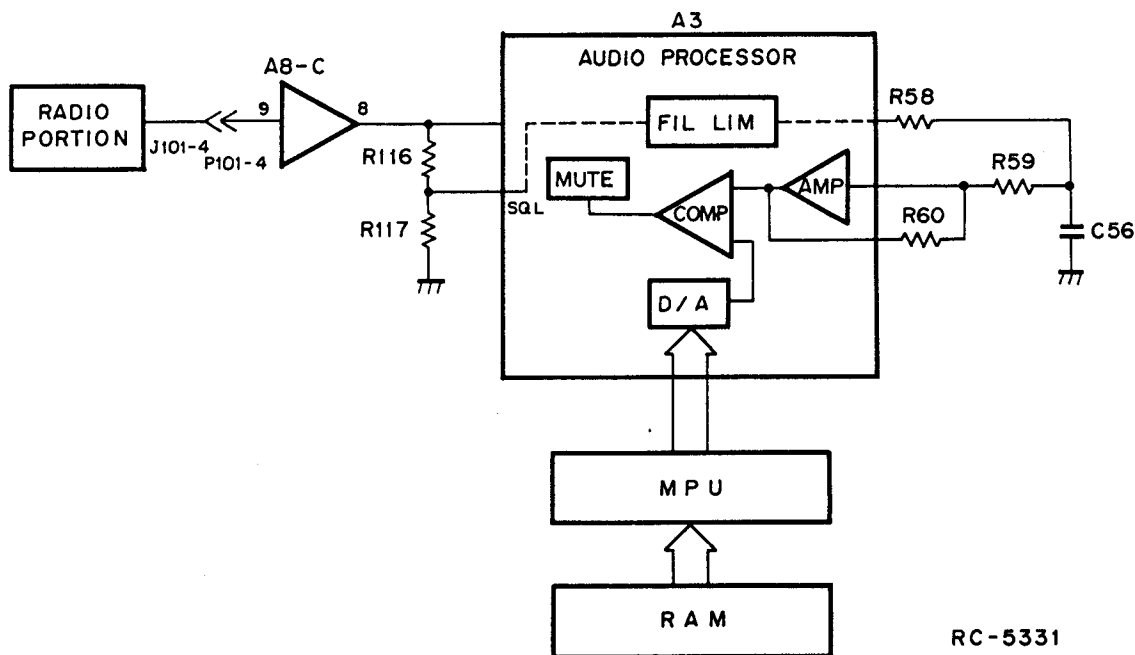 A3
AUDIO PROCESSOR
A8-C
RADIO
PORTION
9
8
J101-4
P101-4
R116
R117
SQL
FIL LIM
MUTE
COMP
AMP
D/A
R58
R59
R60
C56
MPU
RAM
RC-5331